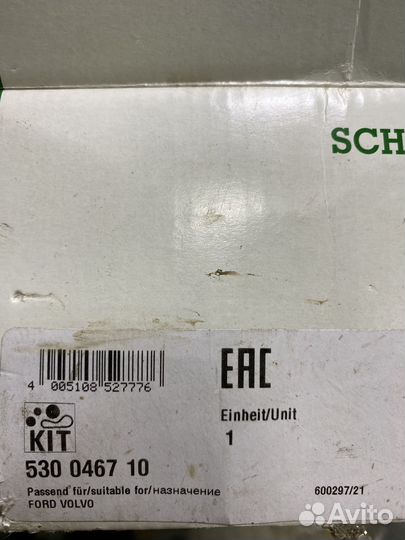 SCH
4 005108 527776
EAC
KIT
Einheit/Unit
1
530 0467 10
Passend für/suitable for/назначение
FORD VOLVO
600297/21
Avito